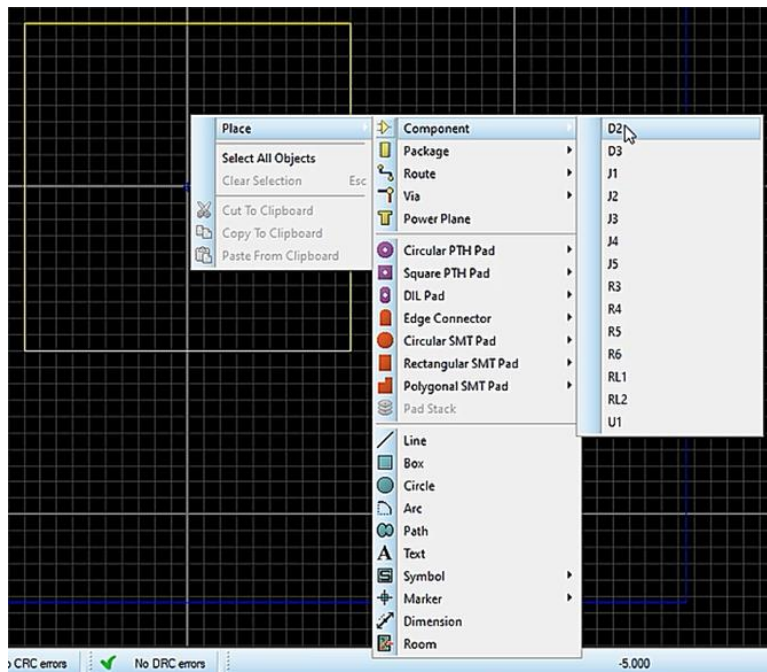 Place
Select All Objects
Clear Selection Esc
Cut To Clipboard
Copy To Clipboard
Paste From Clipboard
Component
Package
Route
Via
Power Plane
Circular PTH Pad
Square PTH Pad
DIL Pad
Edge Connector
Circular SMT Pad
Rectangular SMT Pad
Polygonal SMT Pad
Pad Stack
Line
Box
Circle
Arc
Path
A Text
Symbol
Marker
Dimension
Room
D2
D3
J1
J2
J3
J4
J5
R3
R4
R5
R6
RL1
RL2
U1
CRC errors No DRC errors -5.000